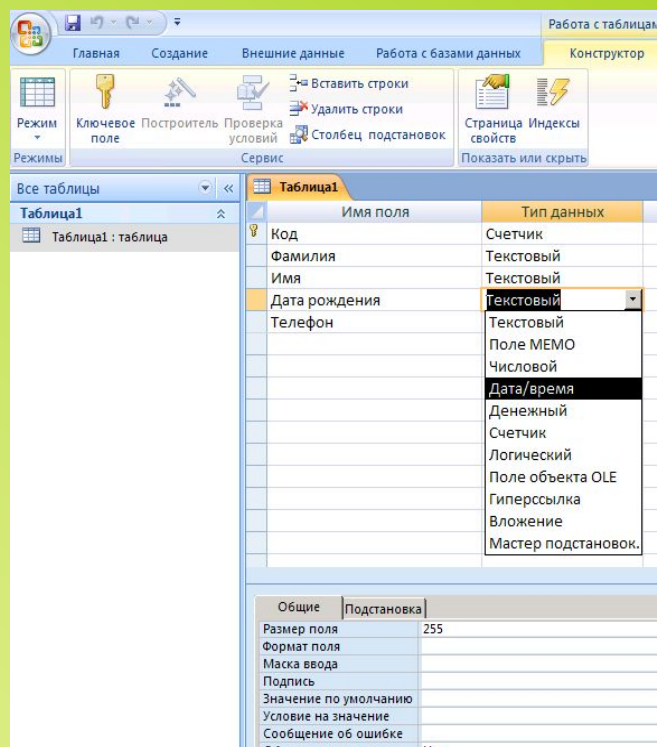 Работа с таблицам
Главная Создание Внешние данные Работа с базами данных Конструктор
Режим
Ключевое поле
Построитель
Проверка условий
Вставить строки
Удалить строки
Столбец подстановок
Страница свойств
Индексы
Режимы Сервис Показать или скрыть
Все таблицы
Таблица1
Таблица1 : таблица
Таблица1
Имя поля Тип данных
Код Счетчик
Фамилия Текстовый
Имя Текстовый
Дата рождения Текстовый
Телефон Текстовый
Поле МЕМО
Числовой
Дата/время
Денежный
Счетчик
Логический
Поле объекта OLE
Гиперссылка
Вложение
Мастер подстановок.
Общие Подстановка
Размер поля 255
Формат поля
Маска ввода
Подпись
Значение по умолчанию
Условие на значение
Сообщение об ошибке